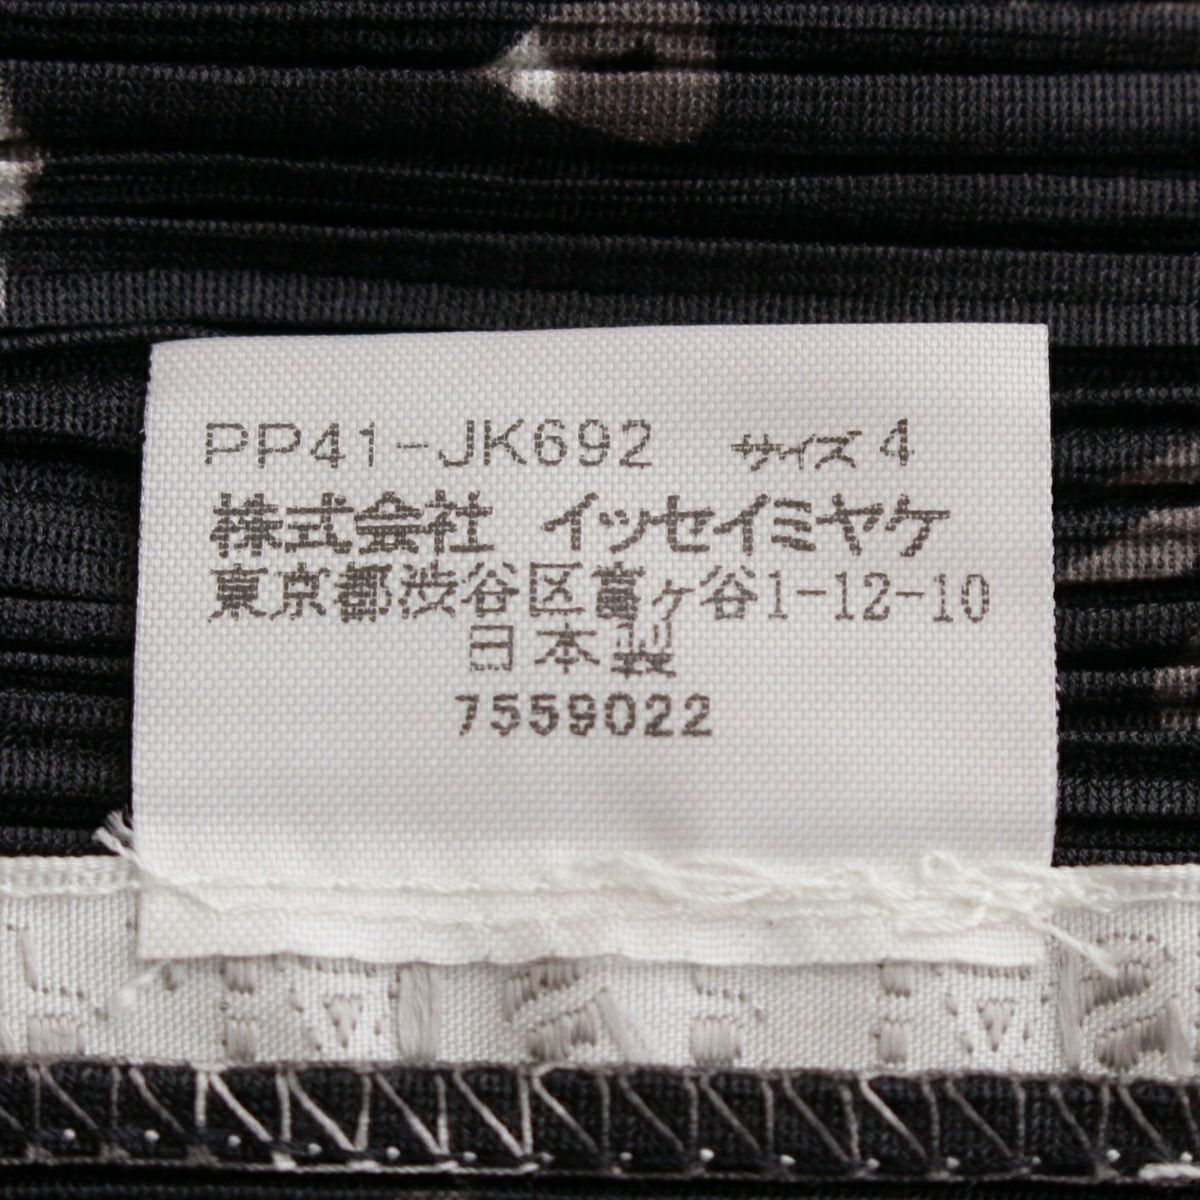 PP41-JK692 サイズ 4
株式会社 イッセイミヤケ
東京都渋谷区富ヶ谷1-12-10
日本製
7559022